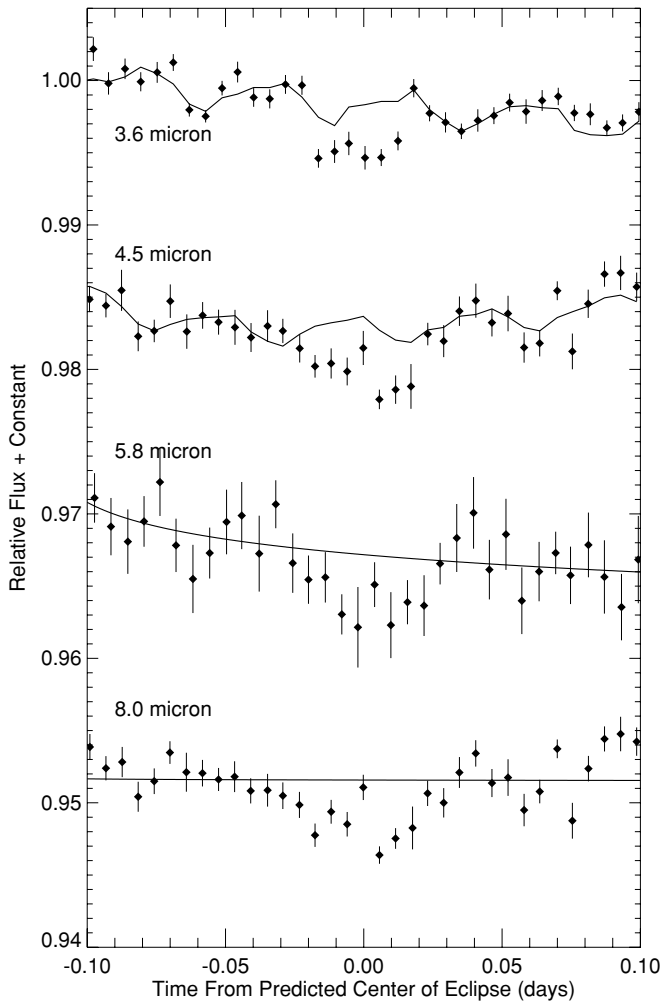 1.00
3.6 micron
0.99
4.5 micron
0.98
5.8 micron
0.97
0.96
8.0 micron
0.95
0.94
-0.10 -0.05 0.00 0.05 0.10
Time From Predicted Center of Eclipse (days)
Relative Flux + Constant